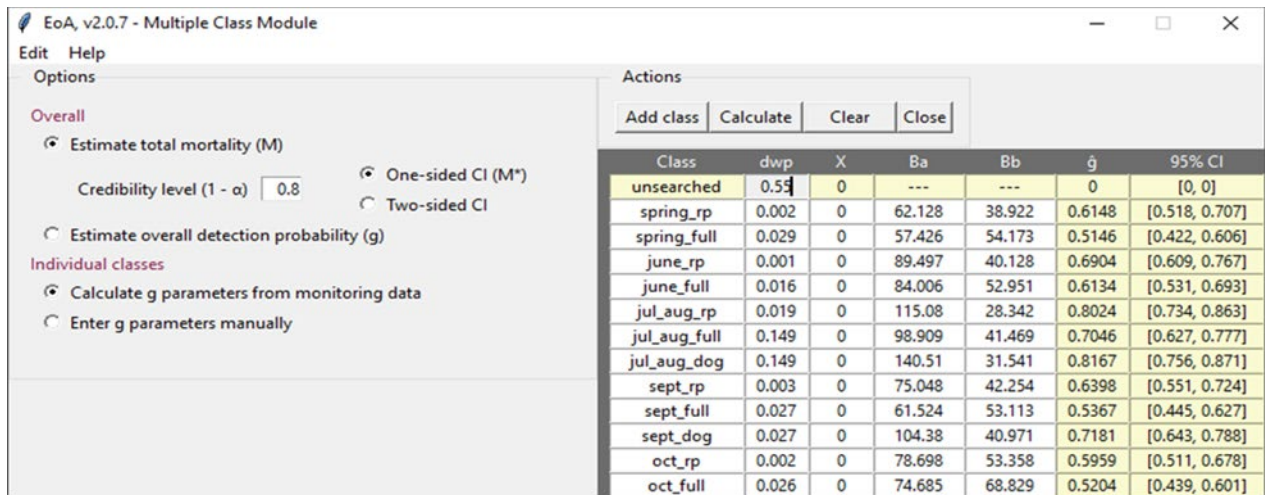 EoA, v2.0.7 - Multiple Class Module
Edit Help
Options
Overall
Estimate total mortality (M)
Credibility level (1 - α) 0.8
One-sided CI (M*)
Two-sided CI
Estimate overall detection probability (g)
Individual classes
Calculate g parameters from monitoring data
Enter g parameters manually
Actions
Add class Calculate Clear Close
Class dwp X Ba Bb ĝ 95% CI
unsearched 0.55 0 --- --- 0 [0, 0]
spring_rp 0.002 0 62.128 38.922 0.6148 [0.518, 0.707]
spring_full 0.029 0 57.426 54.173 0.5146 [0.422, 0.606]
june_rp 0.001 0 89.497 40.128 0.6904 [0.609, 0.767]
june_full 0.016 0 84.006 52.951 0.6134 [0.531, 0.693]
jul_aug_rp 0.019 0 115.08 28.342 0.8024 [0.734, 0.863]
jul_aug_full 0.149 0 98.909 41.469 0.7046 [0.627, 0.777]
jul_aug_dog 0.149 0 140.51 31.541 0.8167 [0.756, 0.871]
sept_rp 0.003 0 75.048 42.254 0.6398 [0.551, 0.724]
sept_full 0.027 0 61.524 53.113 0.5367 [0.445, 0.627]
sept_dog 0.027 0 104.38 40.971 0.7181 [0.643, 0.788]
oct_rp 0.002 0 78.698 53.358 0.5959 [0.511, 0.678]
oct_full 0.026 0 74.685 68.829 0.5204 [0.439, 0.601]